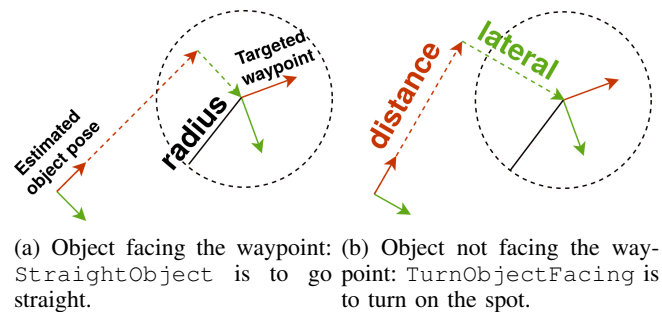 Estimated
object pose
radius
Targeted
waypoint
distance
lateral
(a) Object facing the waypoint:
StraightObject is to go
straight.
(b) Object not facing the way-
point: TurnObjectFacing is
to turn on the spot.